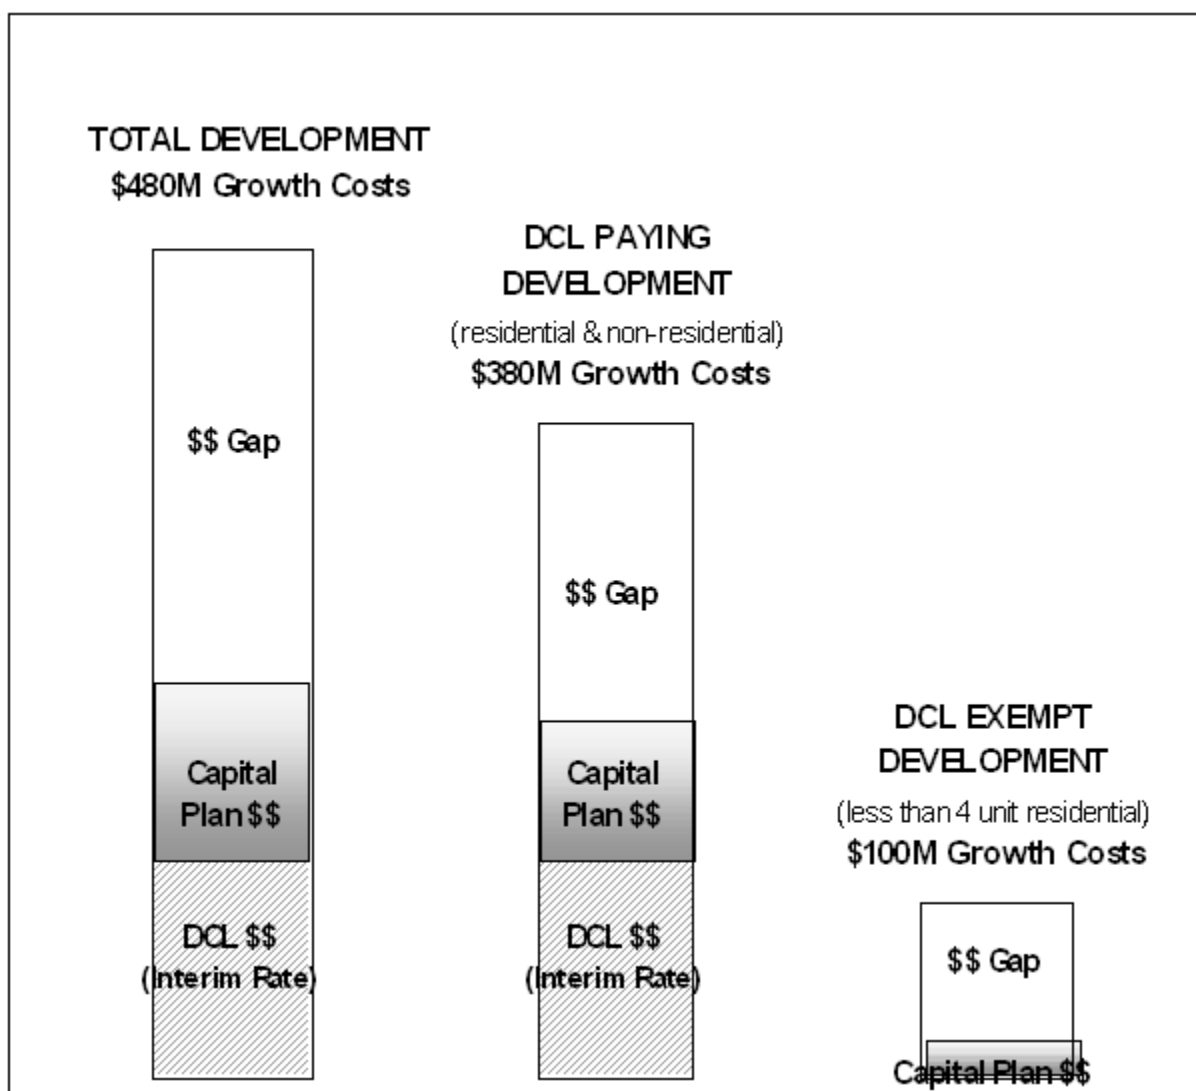 TOTAL DEVELOPMENT
$480M Growth Costs
$$ Gap
Capital
Plan $$
DCL $$
(Interim Rate)
DCL PAYING
DEVELOPMENT
(residential & non-residential)
$380M Growth Costs
$$ Gap
Capital
Plan $$
DCL $$
(Interim Rate)
DCL EXEMPT
DEVELOPMENT
(less than 4 unit residential)
$100M Growth Costs
$$ Gap
Capital Plan $$